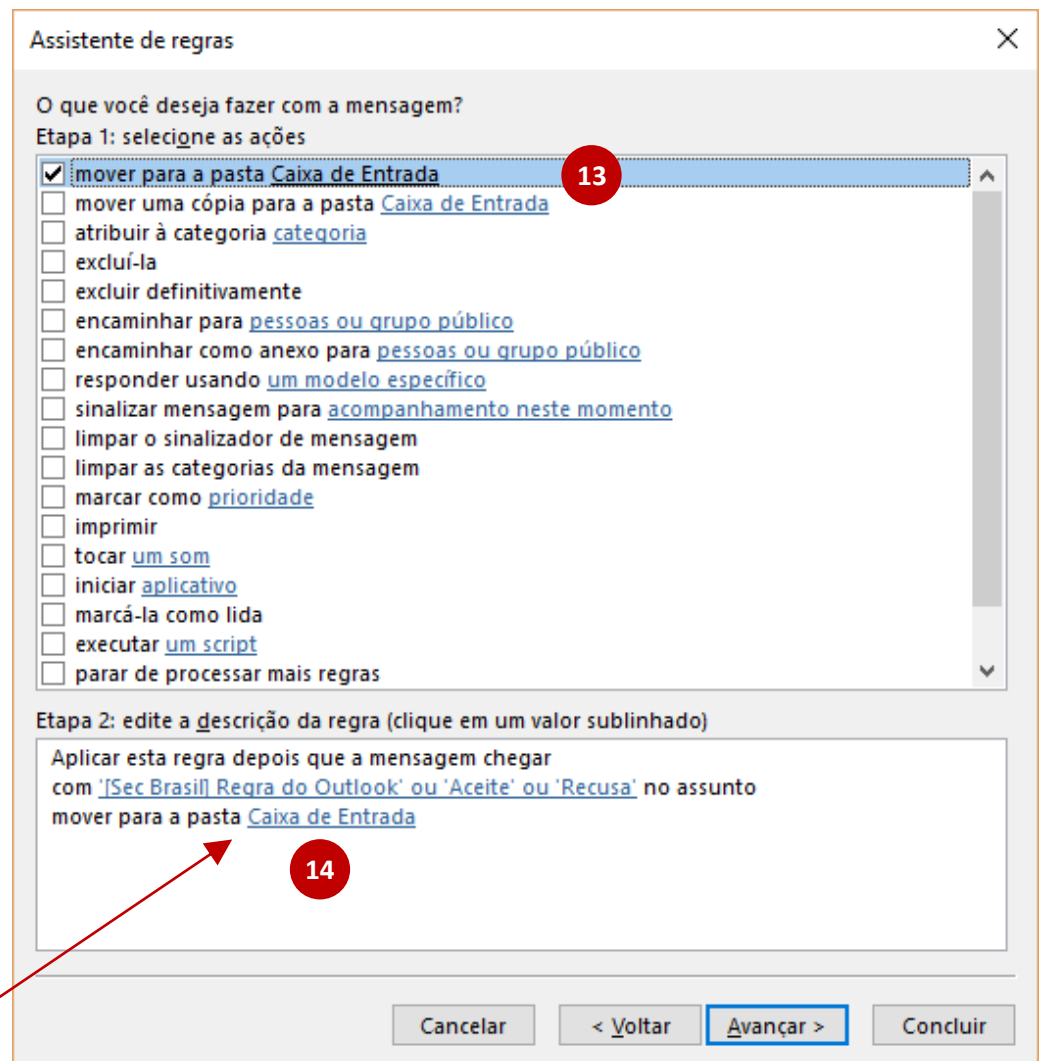 Assistente de regras
O que você deseja fazer com a mensagem?
Etapa 1: selecione as ações
mover para a pasta Caixa de Entrada 13
mover uma cópia para a pasta Caixa de Entrada
atribuir à categoria categoria
excluí-la
excluir definitivamente
encaminhar para pessoas ou grupo público
encaminhar como anexo para pessoas ou grupo público
responder usando um modelo específico
sinalizar mensagem para acompanhamento neste momento
limpar o sinalizador de mensagem
limpar as categorias da mensagem
marcar como prioridade
imprimir
tocar um som
iniciar aplicativo
marcá-la como lida
executar um script
parar de processar mais regras
Etapa 2: edite a descrição da regra (clique em um valor sublinhado)
Aplicar esta regra depois que a mensagem chegar
com '[Sec Brasil] Regra do Outlook' ou 'Aceite' ou 'Recusa' no assunto
mover para a pasta Caixa de Entrada
14
Cancelar < Voltar Avançar > Concluir